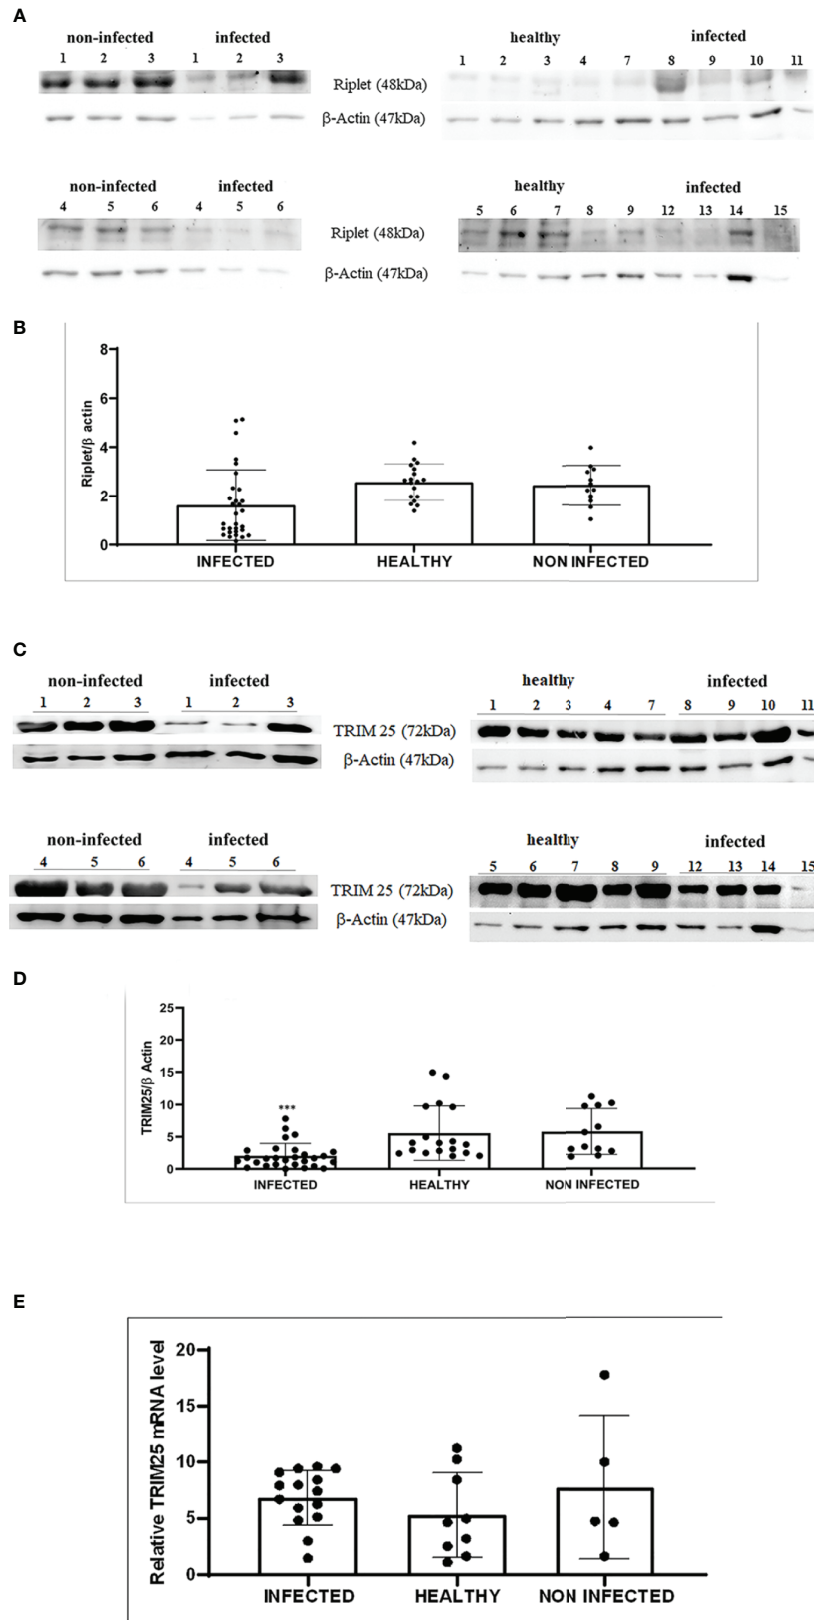 A
non-infected infected
1 2 3 1 2 3
healthy infected
1 2 3 4 7 8 9 10 11
Riplet (48kDa)
β-Actin (47kDa)
non-infected infected
4 5 6 4 5 6
healthy infected
5 6 7 8 9 12 13 14 15
Riplet (48kDa)
β-Actin (47kDa)
B
Riplet/β actin
8
6
4
2
0
INFECTED HEALTHY NON INFECTED
C
non-infected infected
1 2 3 1 2 3
healthy infected
1 2 3 4 7 8 9 10 11
TRIM 25 (72kDa)
β-Actin (47kDa)
non-infected infected
4 5 6 4 5 6
healthy infected
5 6 7 8 9 12 13 14 15
TRIM 25 (72kDa)
β-Actin (47kDa)
D
TRIM25/β Actin
25
20
15
10
5
0
***
INFECTED HEALTHY NON INFECTED
E
Relative TRIM25 mRNA level
20
15
10
5
0
INFECTED HEALTHY NON INFECTED